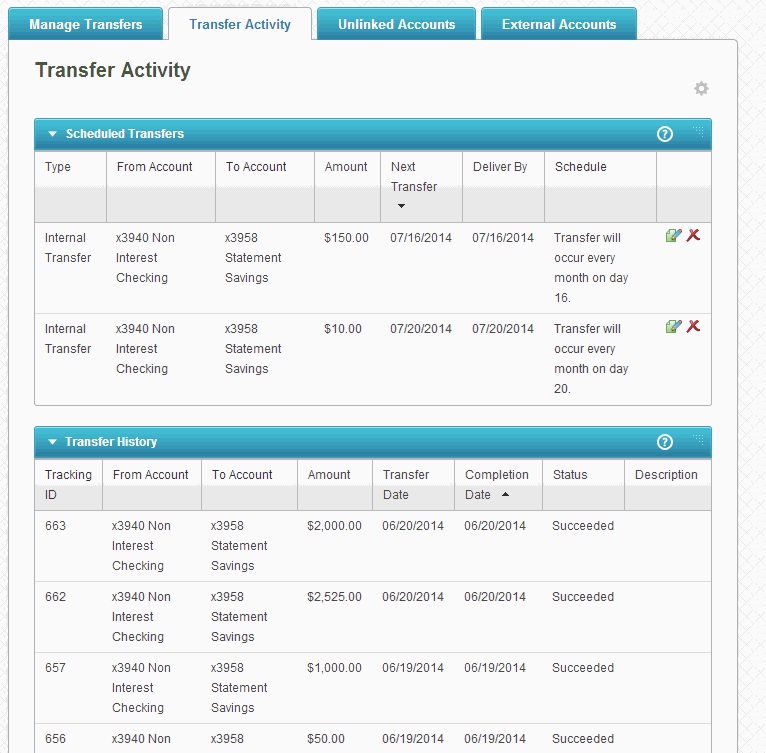 Manage Transfers Transfer Activity Unlinked Accounts External Accounts
Transfer Activity
Scheduled Transfers ?
Type From Account To Account Amount Next Deliver By Schedule
Transfer
Internal x3940 Non x3958 $150.00 07/16/2014 07/16/2014 Transfer will
Transfer Interest Statement occur every
Checking Savings month on day
16.
Internal x3940 Non x3958 $10.00 07/20/2014 07/20/2014 Transfer will
Transfer Interest Statement occur every
Checking Savings month on day
20.
Transfer History ?
Tracking From Account To Account Amount Transfer Completion Status Description
ID Date Date
663 x3940 Non x3958 $2,000.00 06/20/2014 06/20/2014 Succeeded
Interest Statement
Checking Savings
662 x3940 Non x3958 $2,525.00 06/20/2014 06/20/2014 Succeeded
Interest Statement
Checking Savings
657 x3940 Non x3958 $1,000.00 06/19/2014 06/19/2014 Succeeded
Interest Statement
Checking Savings
656 x3940 Non x3958 $50.00 06/19/2014 06/19/2014 Succeeded